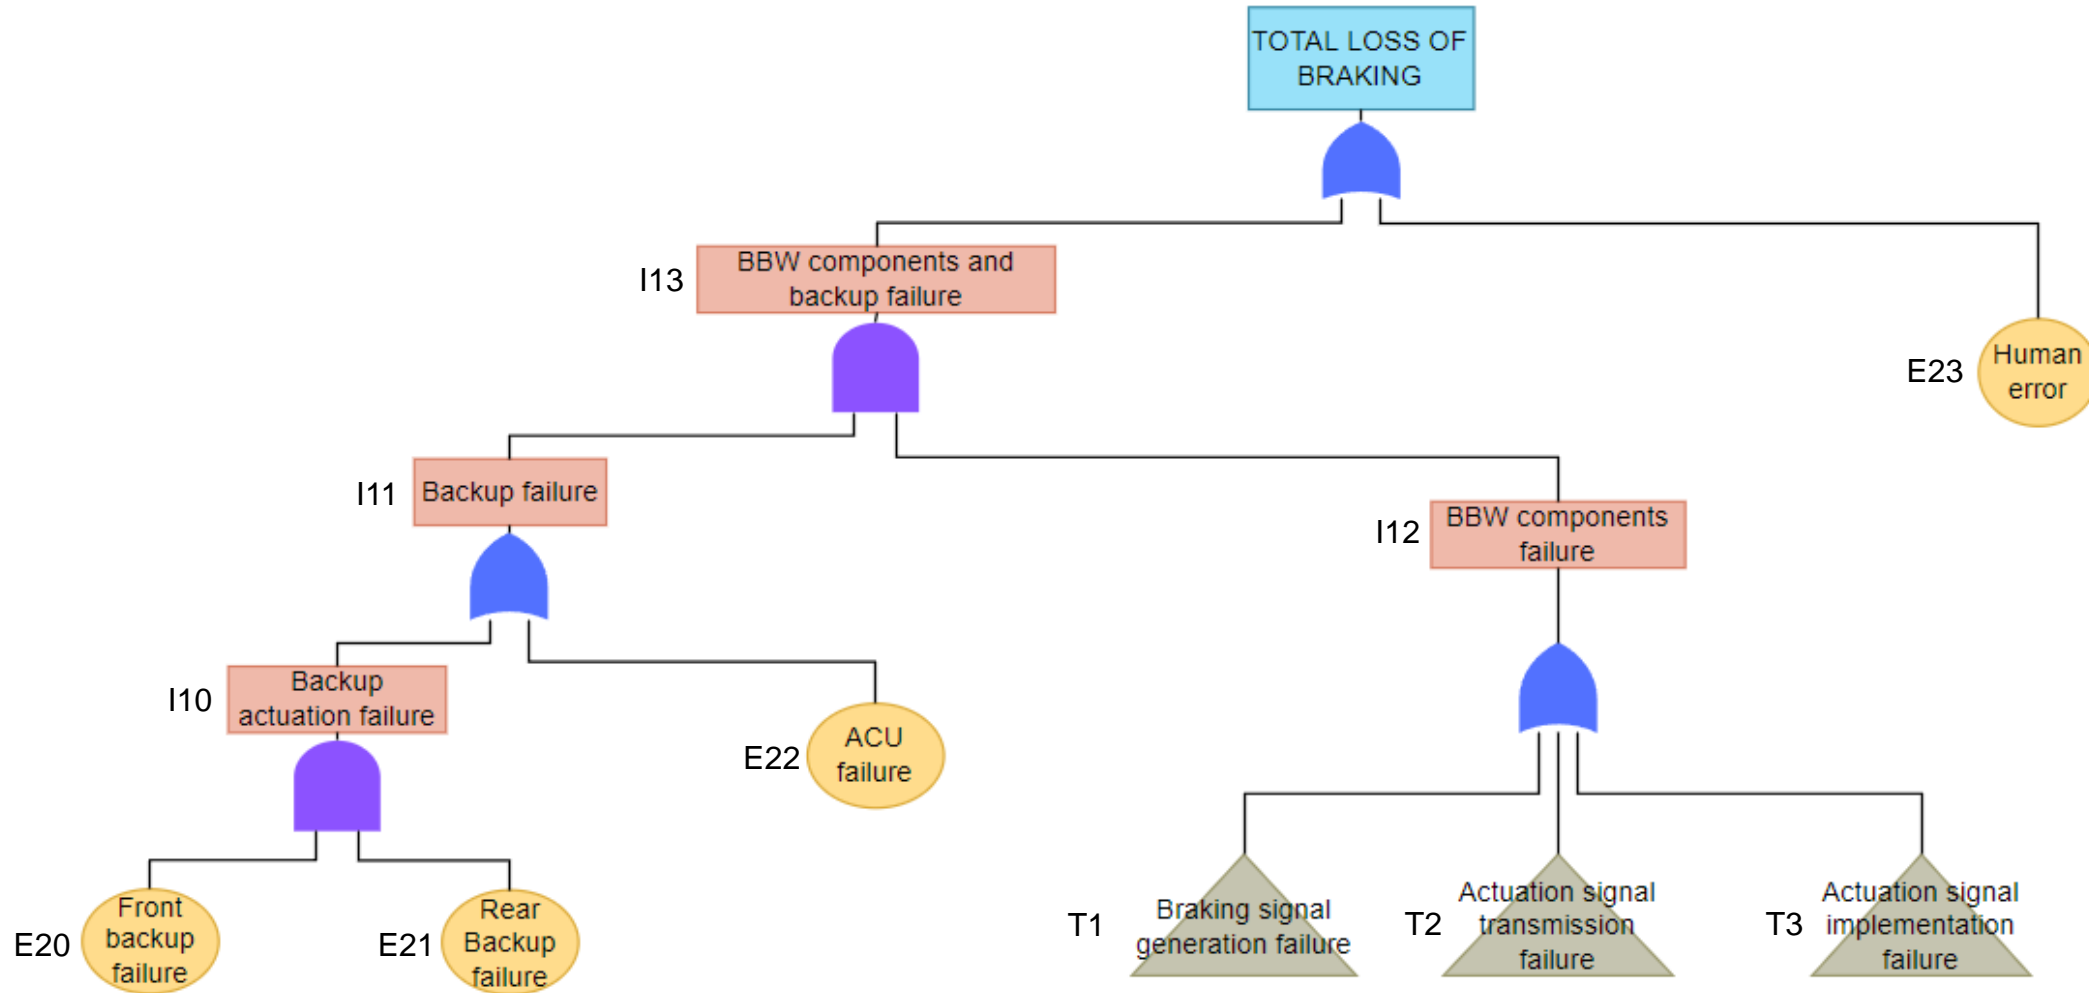 TOTAL LOSS OF
BRAKING
I13
BBW components and
backup failure
E23
Human
error
I11
Backup failure
I12
BBW components
failure
I10
Backup
actuation failure
E22
ACU
failure
E20
Front
backup
failure
E21
Rear
Backup
failure
T1
Braking signal
generation failure
T2
Actuation signal
transmission
failure
T3
Actuation signal
implementation
failure